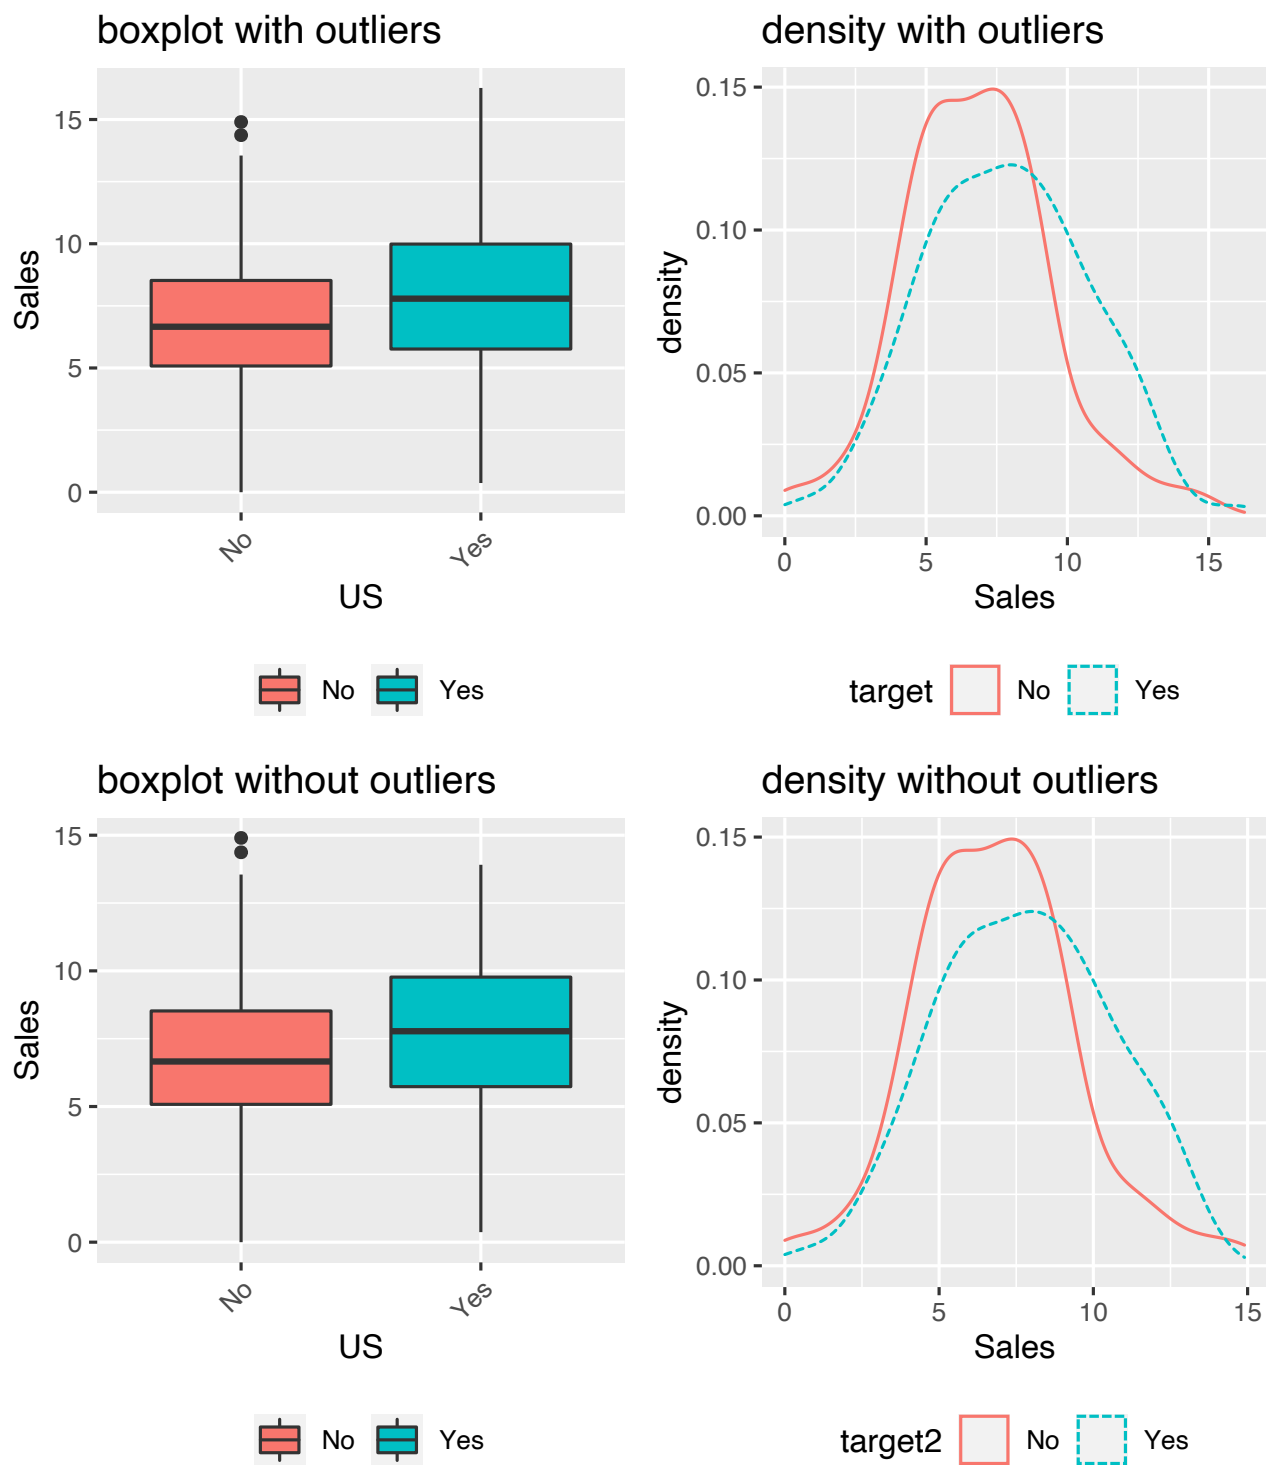 boxplot with outliers
15
10
5
0
Sales
No
Yes
US
No Yes
density with outliers
0.15
0.10
0.05
0.00
density
0 5 10 15
Sales
target No Yes
boxplot without outliers
15
10
5
0
Sales
No
Yes
US
No Yes
density without outliers
0.15
0.10
0.05
0.00
density
0 5 10 15
Sales
target2 No Yes